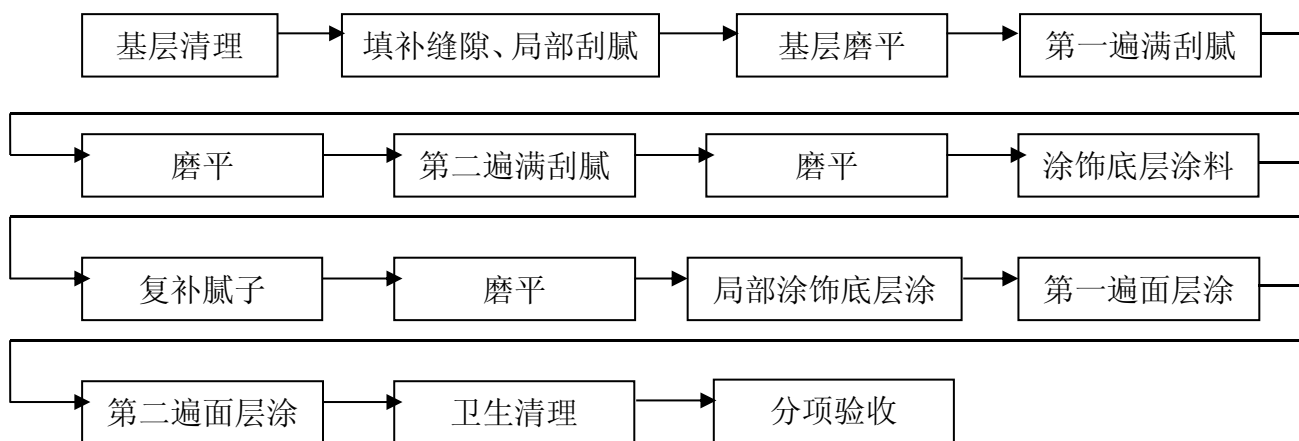 基层清理
填补缝隙、局部刮腻
基层磨平
第一遍满刮腻
磨平
第二遍满刮腻
磨平
涂饰底层涂料
复补腻子
磨平
局部涂饰底层涂
第一遍面层涂
第二遍面层涂
卫生清理
分项验收